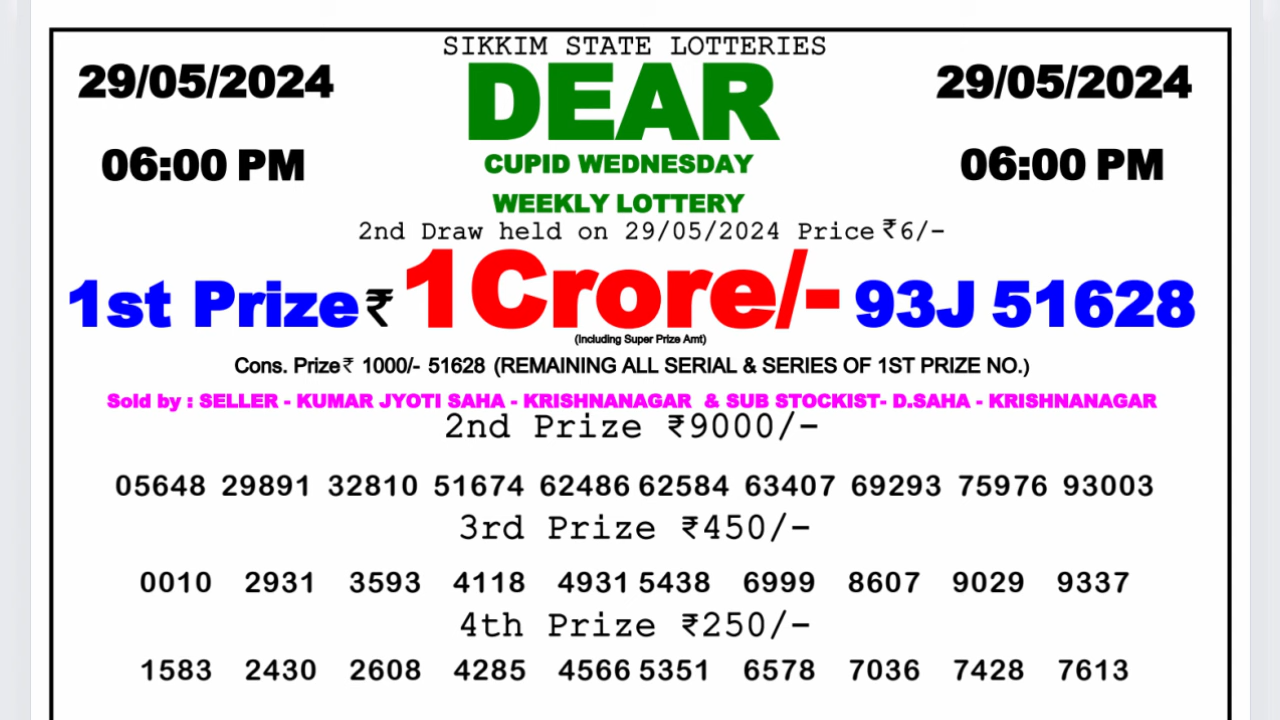 SIKKIM STATE LOTTERIES
29/05/2024 DEAR 29/05/2024
06:00 PM CUPID WEDNESDAY 06:00 PM
WEEKLY LOTTERY
2nd Draw held on 29/05/2024 Price ₹6/-
1st Prize ₹ 1Crore/- 93J 51628
(Including Super Prize Amt)
Cons. Prize ₹ 1000/- 51628 (REMAINING ALL SERIAL & SERIES OF 1ST PRIZE NO.)
Sold by : SELLER - KUMAR JYOTI SAHA - KRISHNANAGAR & SUB STOCKIST- D.SAHA - KRISHNANAGAR
2nd Prize ₹9000/-
05648 29891 32810 51674 62486 62584 63407 69293 75976 93003
3rd Prize ₹450/-
0010 2931 3593 4118 4931 5438 6999 8607 9029 9337
4th Prize ₹250/-
1583 2430 2608 4285 4566 5351 6578 7036 7428 7613